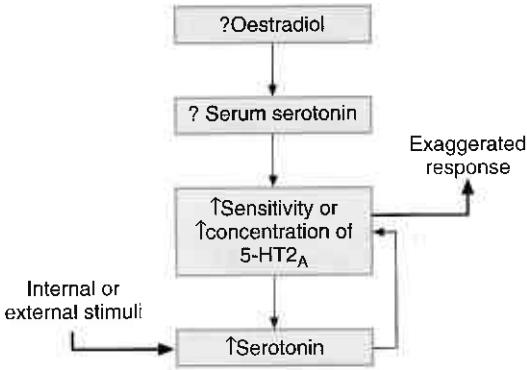 ?Oestradiol
? Serum serotonin
Exaggerated
response
↑Sensitivity or
↑concentration of
5-HT2A
Internal or
external stimuli
↑Serotonin